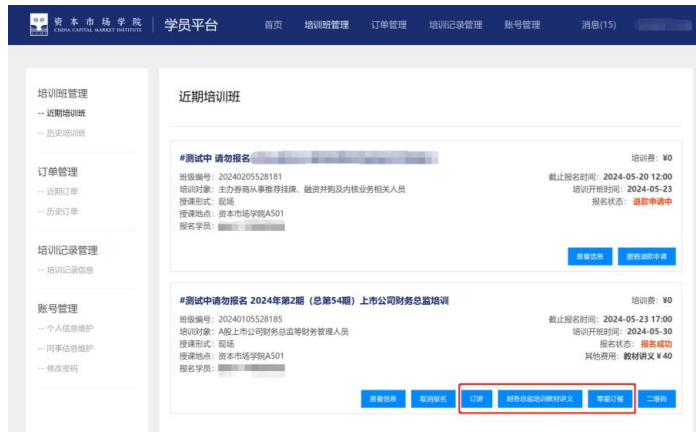 资本市场学院
CHINA CAPITAL MARKET INSTITUTE
学员平台
首页 培训班管理 订单管理 培训记录管理 账号管理 消息(15)
培训班管理
-- 近期培训班
-- 历史培训班
订单管理
-- 近期订单
-- 历史订单
培训记录管理
-- 培训记录信息
账号管理
-- 个人信息维护
-- 同事信息维护
-- 修改密码
近期培训班
#测试中 请勿报名
培训费: ¥0
班级编号: 20240205528181
截止报名时间: 2024-05-20 12:00
培训对象: 主办券商从事推荐挂牌、融资并购及内核业务相关人员
培训开班时间: 2024-05-23
授课形式: 现场
报名状态: 退款申请中
授课地点: 资本市场学院A501
报名学员:
查看信息 撤销退款申请
#测试中请勿报名 2024年第2期（总第54期）上市公司财务总监培训
培训费: ¥0
班级编号: 20240105528185
截止报名时间: 2024-05-23 17:00
培训对象: A股上市公司财务总监等财务管理人员
培训开班时间: 2024-05-30
授课形式: 现场
报名状态: 报名成功
授课地点: 资本市场学院A501
其他费用: 教材讲义 ¥ 40
报名学员:
查看信息 取消报名 订房 财务总监培训教材讲义 零星订餐 二维码